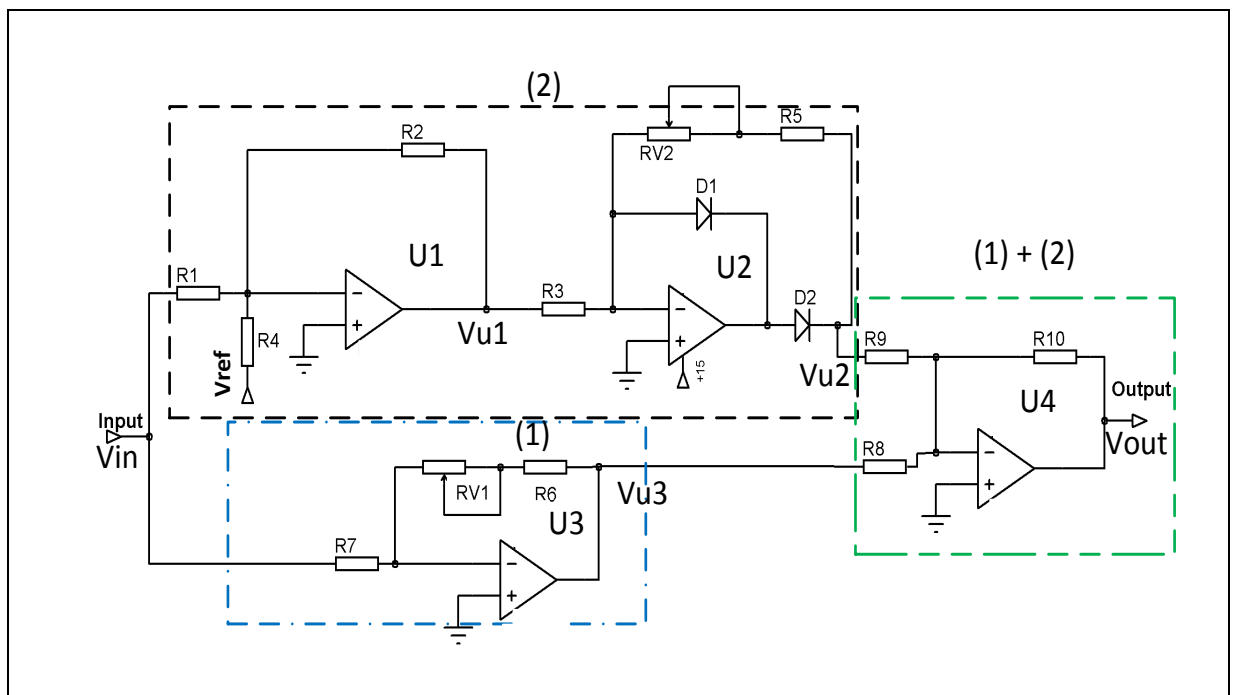 (2)
R2
R5
RV2
D1
U1
U2
(1) + (2)
R1
R3
D2
R4
Vu1
R9
R10
Vref
+15
Vu2
U4
Output
Input
(1)
Vout
Vin
RV1
R6
Vu3
R8
U3
R7